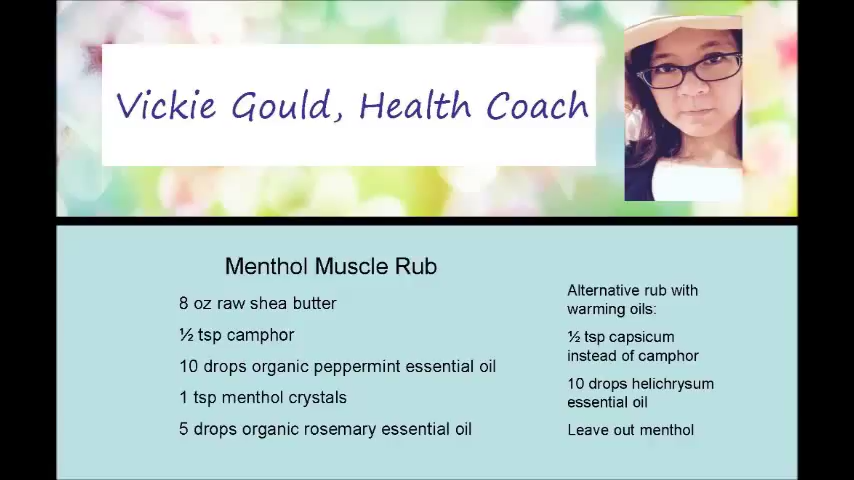 Vickie Gould, Health Coach
Menthol Muscle Rub
8 oz raw shea butter
½ tsp camphor
10 drops organic peppermint essential oil
1 tsp menthol crystals
5 drops organic rosemary essential oil
Alternative rub with
warming oils:
½ tsp capsicum
instead of camphor
10 drops helichrysum
essential oil
Leave out menthol